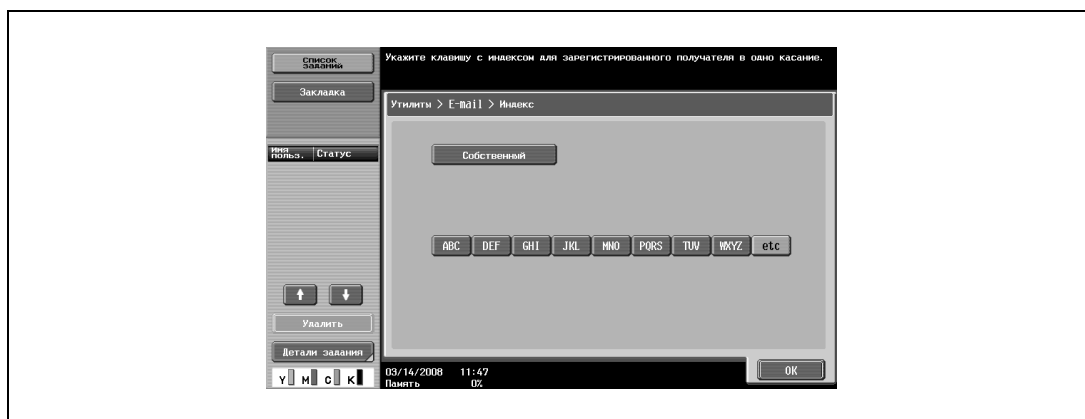 Список
заданий
Закладка
Имя
польз. Статус
Удалить
Детали задания
Y M C K
Укажите клавишу с индексом для зарегистрированного получателя в одно касание.
Утилиты > E-mail > Индекс
Собственный
ABC DEF GHI JKL MNO PQRS TUV WXYZ etc
03/14/2008 11:47
Память 0%
OK